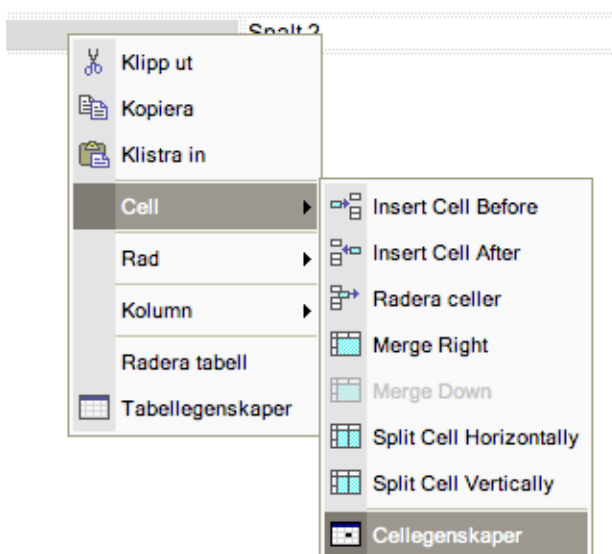 Spalt 2
Klipp ut
Kopiera
Klistra in
Cell
Rad
Kolumn
Radera tabell
Tabellegenskaper
Insert Cell Before
Insert Cell After
Radera celler
Merge Right
Merge Down
Split Cell Horizontally
Split Cell Vertically
Cellegenskaper